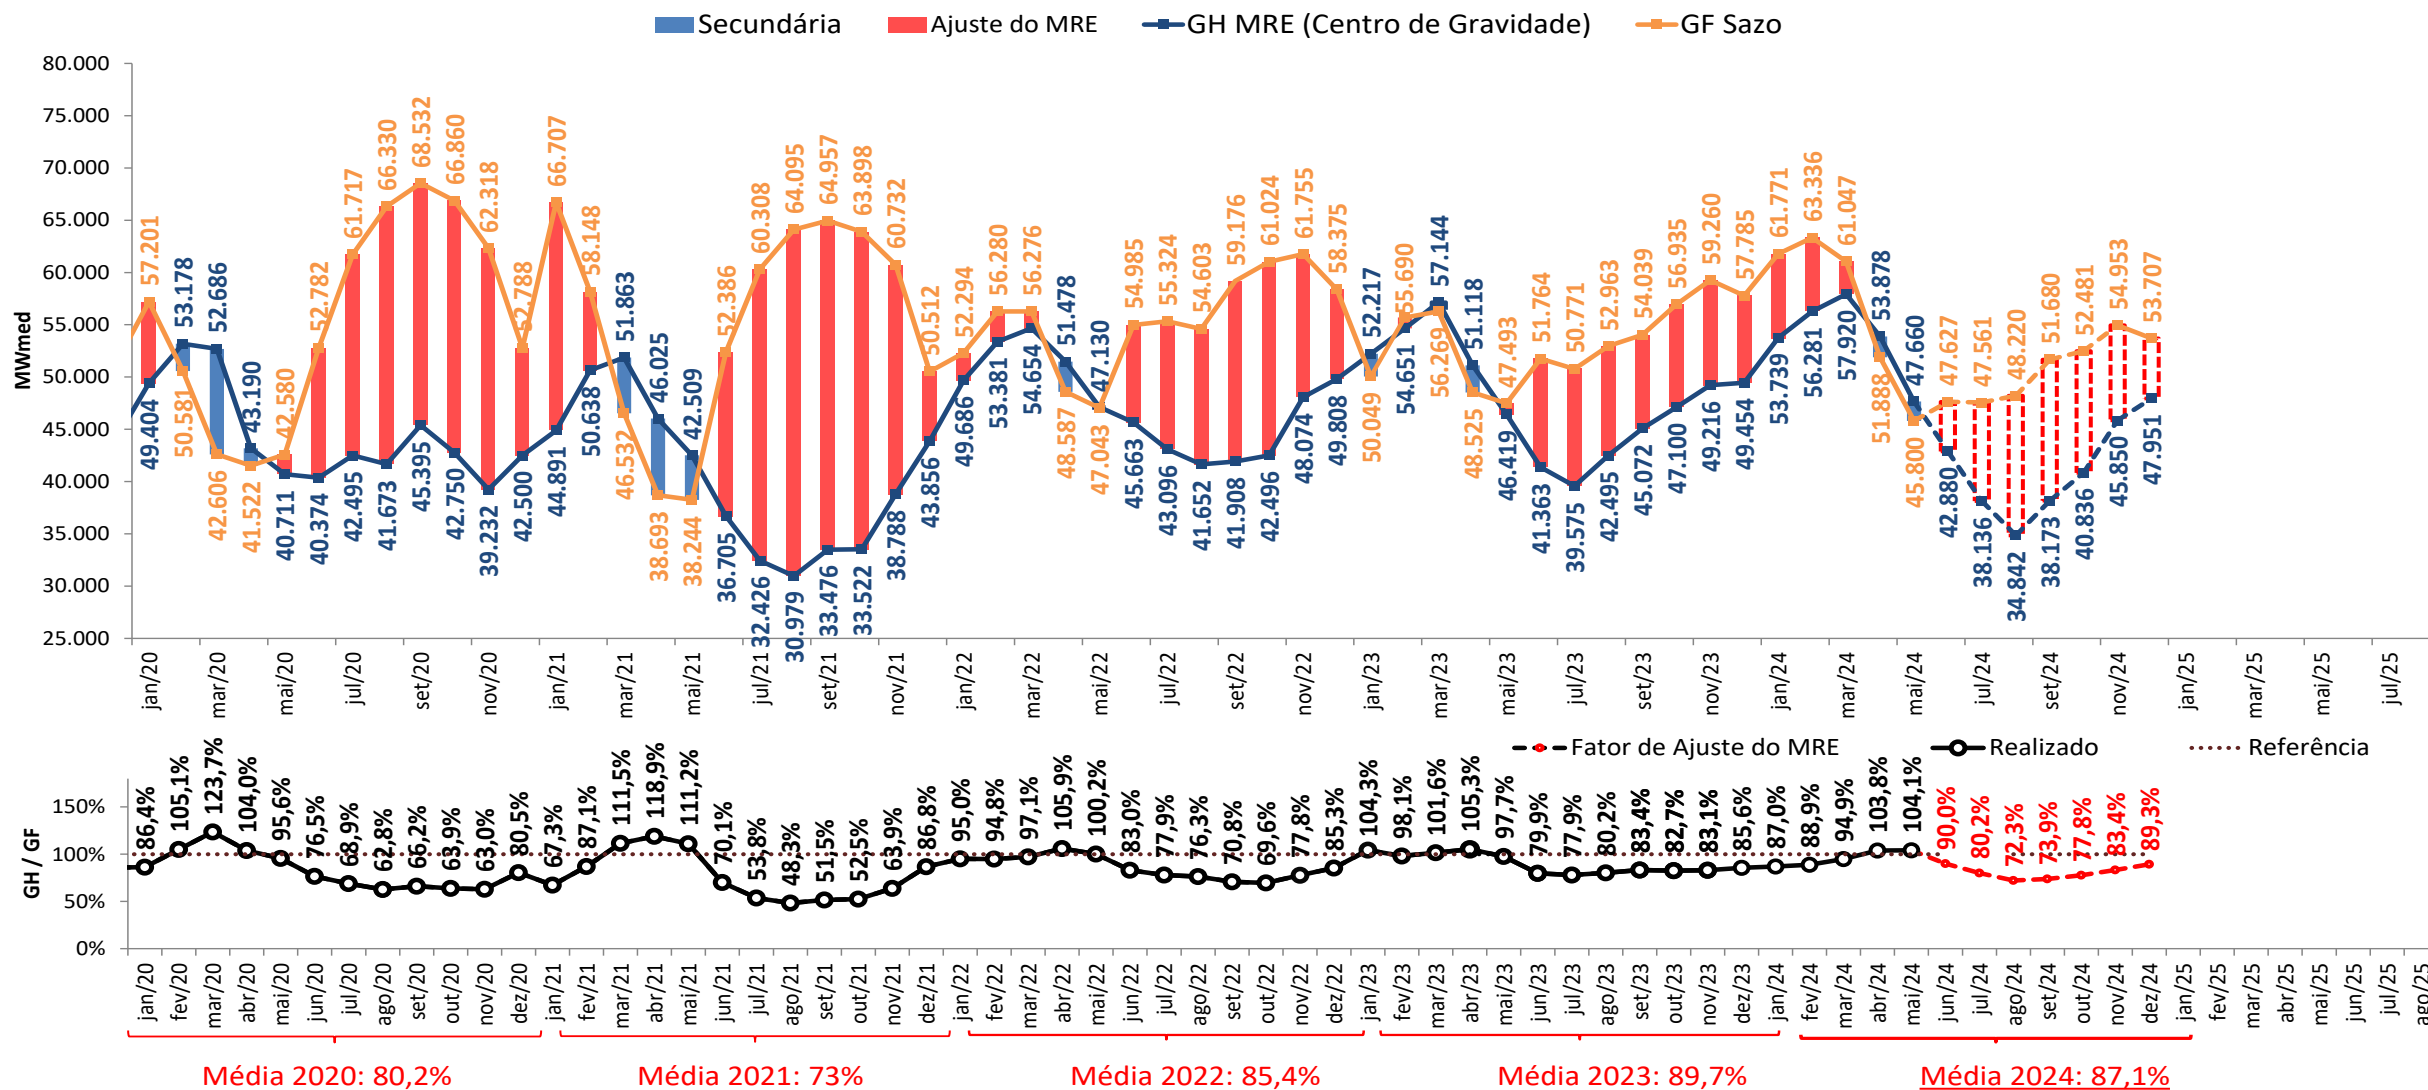 Secundária Ajuste do MRE GH MRE (Centro de Gravidade) GF Sazo
MWmed
80.000
75.000
70.000
65.000
60.000
55.000
50.000
45.000
40.000
35.000
30.000
25.000
57.201 50.581 42.606 41.522 42.580 52.782 61.717 66.330 68.532 66.860 62.318 52.788 66.707 58.148 46.532 38.693 38.244 52.386 60.308 64.095 64.957 63.898 60.732 50.512 52.294 56.280 56.276 48.587 47.043 54.985 55.324 54.603 59.176 61.024 61.755 58.375 50.049 55.690 56.269 48.525 47.493 51.764 50.771 52.963 54.039 56.935 59.260 57.785 61.771 63.336 61.047 51.888 45.800 47.627 47.561 48.220 51.680 52.481 54.953 53.707
49.404 53.178 52.686 43.190 40.711 40.374 42.495 41.673 45.395 42.750 39.232 42.500 44.891 50.638 51.863 46.025 42.509 36.705 32.426 30.979 33.476 33.522 38.788 43.856 49.686 53.381 54.654 51.478 47.130 45.663 43.096 41.652 41.908 42.496 48.074 49.808 52.217 54.651 57.144 51.118 46.419 41.363 39.575 42.495 45.072 47.100 49.216 49.454 53.739 56.281 57.920 53.878 47.660 42.880 38.136 34.842 38.173 40.836 45.850 47.951
jan/20 mar/20 mai/20 jul/20 set/20 nov/20 jan/21 mar/21 mai/21 jul/21 set/21 nov/21 jan/22 mar/22 mai/22 jul/22 set/22 nov/22 jan/23 mar/23 mai/23 jul/23 set/23 nov/23 jan/24 mar/24 mai/24 jul/24 set/24 nov/24 jan/25 mar/25 mai/25 jul/25
Fator de Ajuste do MRE Realizado Referência
GH / GF
150%
100%
50%
0%
86,4% 105,1% 123,7% 104,0% 95,6% 76,5% 68,9% 62,8% 66,2% 63,9% 63,0% 80,5% 67,3% 87,1% 111,5% 118,9% 111,2% 70,1% 53,8% 48,3% 51,5% 52,5% 63,9% 86,8% 95,0% 94,8% 97,1% 105,9% 100,2% 83,0% 77,9% 76,3% 70,8% 69,6% 77,8% 85,3% 104,3% 98,1% 101,6% 105,3% 97,7% 79,9% 77,9% 80,2% 83,4% 82,7% 83,1% 85,6% 87,0% 88,9% 94,9% 103,8% 104,1% 90,0% 80,2% 72,3% 73,9% 77,8% 83,4% 89,3%
jan/20 fev/20 mar/20 abr/20 mai/20 jun/20 jul/20 ago/20 set/20 out/20 nov/20 dez/20 jan/21 fev/21 mar/21 abr/21 mai/21 jun/21 jul/21 ago/21 set/21 out/21 nov/21 dez/21 jan/22 fev/22 mar/22 abr/22 mai/22 jun/22 jul/22 ago/22 set/22 out/22 nov/22 dez/22 jan/23 fev/23 mar/23 abr/23 mai/23 jun/23 jul/23 ago/23 set/23 out/23 nov/23 dez/23 jan/24 fev/24 mar/24 abr/24 mai/24 jun/24 jul/24 ago/24 set/24 out/24 nov/24 dez/24 jan/25 fev/25 mar/25 abr/25 mai/25 jun/25 jul/25 ago/25
Média 2020: 80,2% Média 2021: 73% Média 2022: 85,4% Média 2023: 89,7% Média 2024: 87,1%